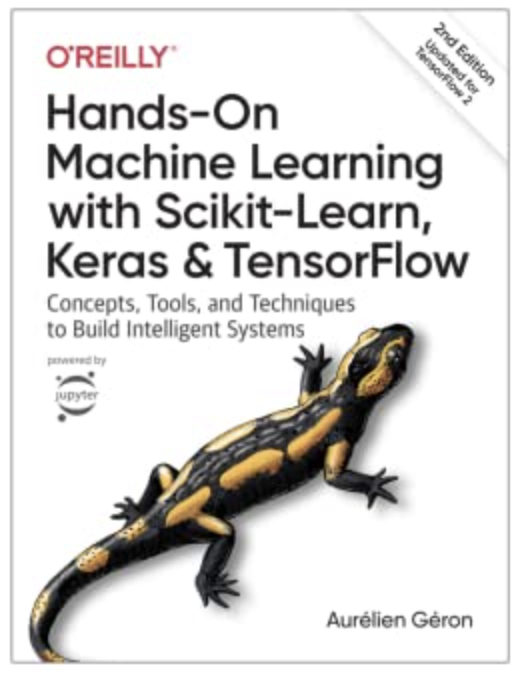 O'REILLY®
2nd Edition
Updated for
TensorFlow 2
Hands-On
Machine Learning
with Scikit-Learn,
Keras & TensorFlow
Concepts, Tools, and Techniques
to Build Intelligent Systems
powered by
jupyter
Aurélien Géron